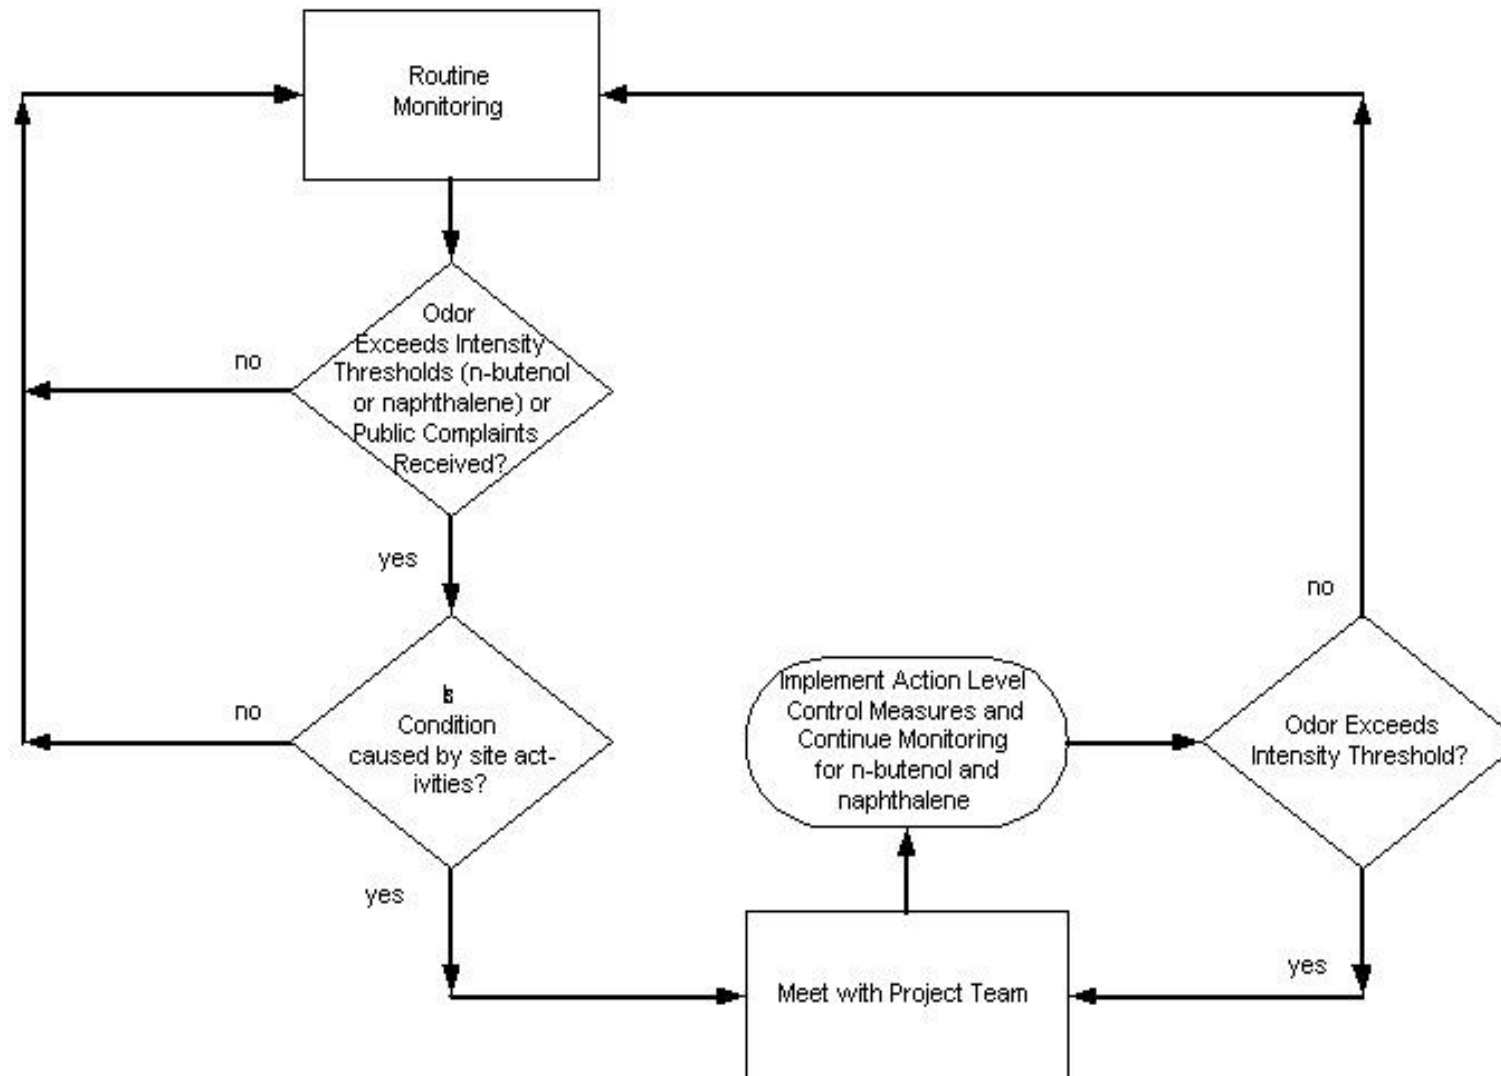 Routine
Monitoring
Odor
Exceeds Intensity
Thresholds (n-butenol
or naphthalene) or
Public Complaints
Received?
no
yes
Is
Condition
caused by site act-
ivities?
no
yes
Meet with Project Team
Implement Action Level
Control Measures and
Continue Monitoring
for n-butenol and
naphthalene
Odor Exceeds
Intensity Threshold?
no
yes